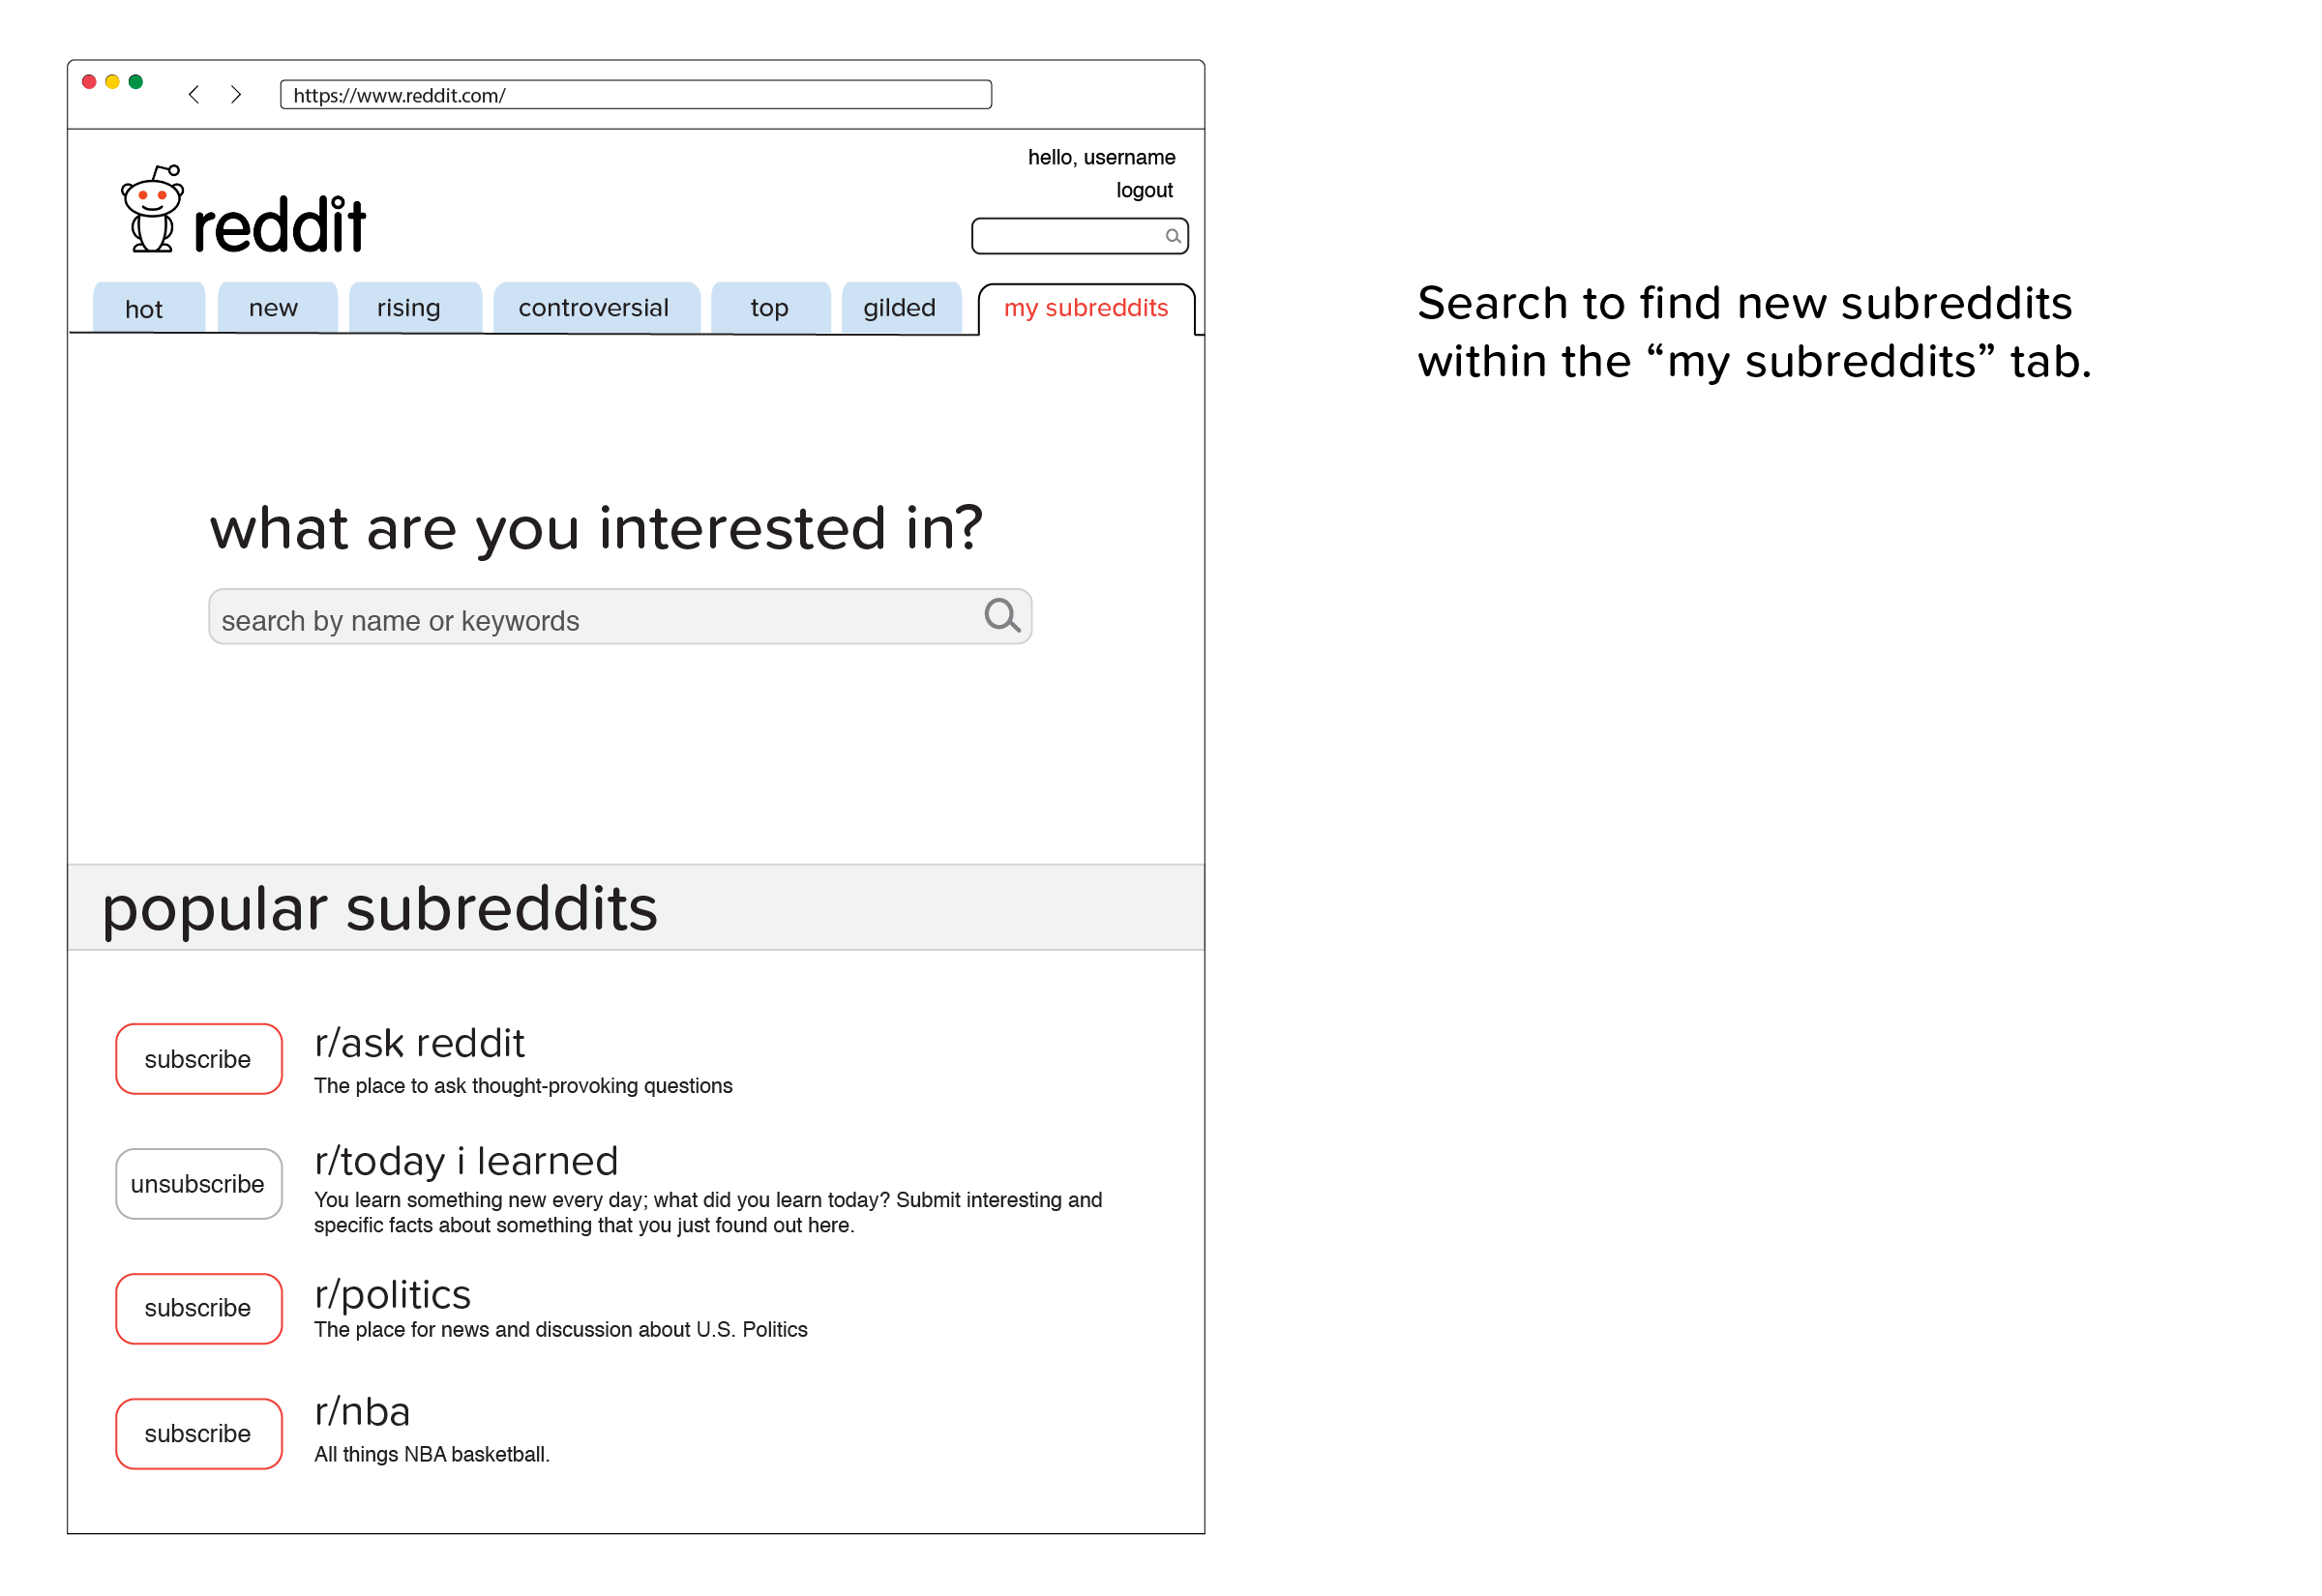 https://www.reddit.com/
hello, username
logout
reddit
hot
new
rising
controversial
top
gilded
my subreddits
Search to find new subreddits
within the “my subreddits” tab.
what are you interested in?
search by name or keywords
popular subreddits
subscribe
r/ask reddit
The place to ask thought-provoking questions
unsubscribe
r/today i learned
You learn something new every day; what did you learn today? Submit interesting and
specific facts about something that you just found out here.
subscribe
r/politics
The place for news and discussion about U.S. Politics
subscribe
r/nba
All things NBA basketball.